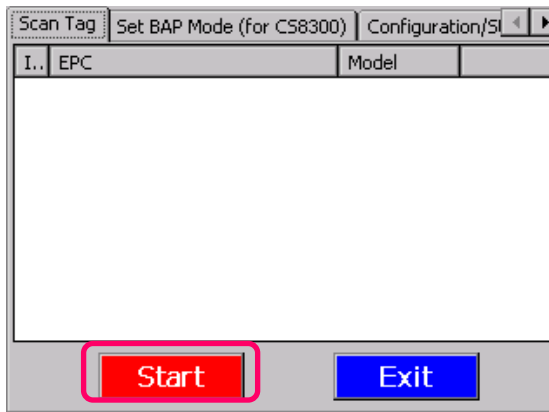 Scan Tag Set BAP Mode (for CS8300) Configuration/S
I.. EPC Model
Start Exit